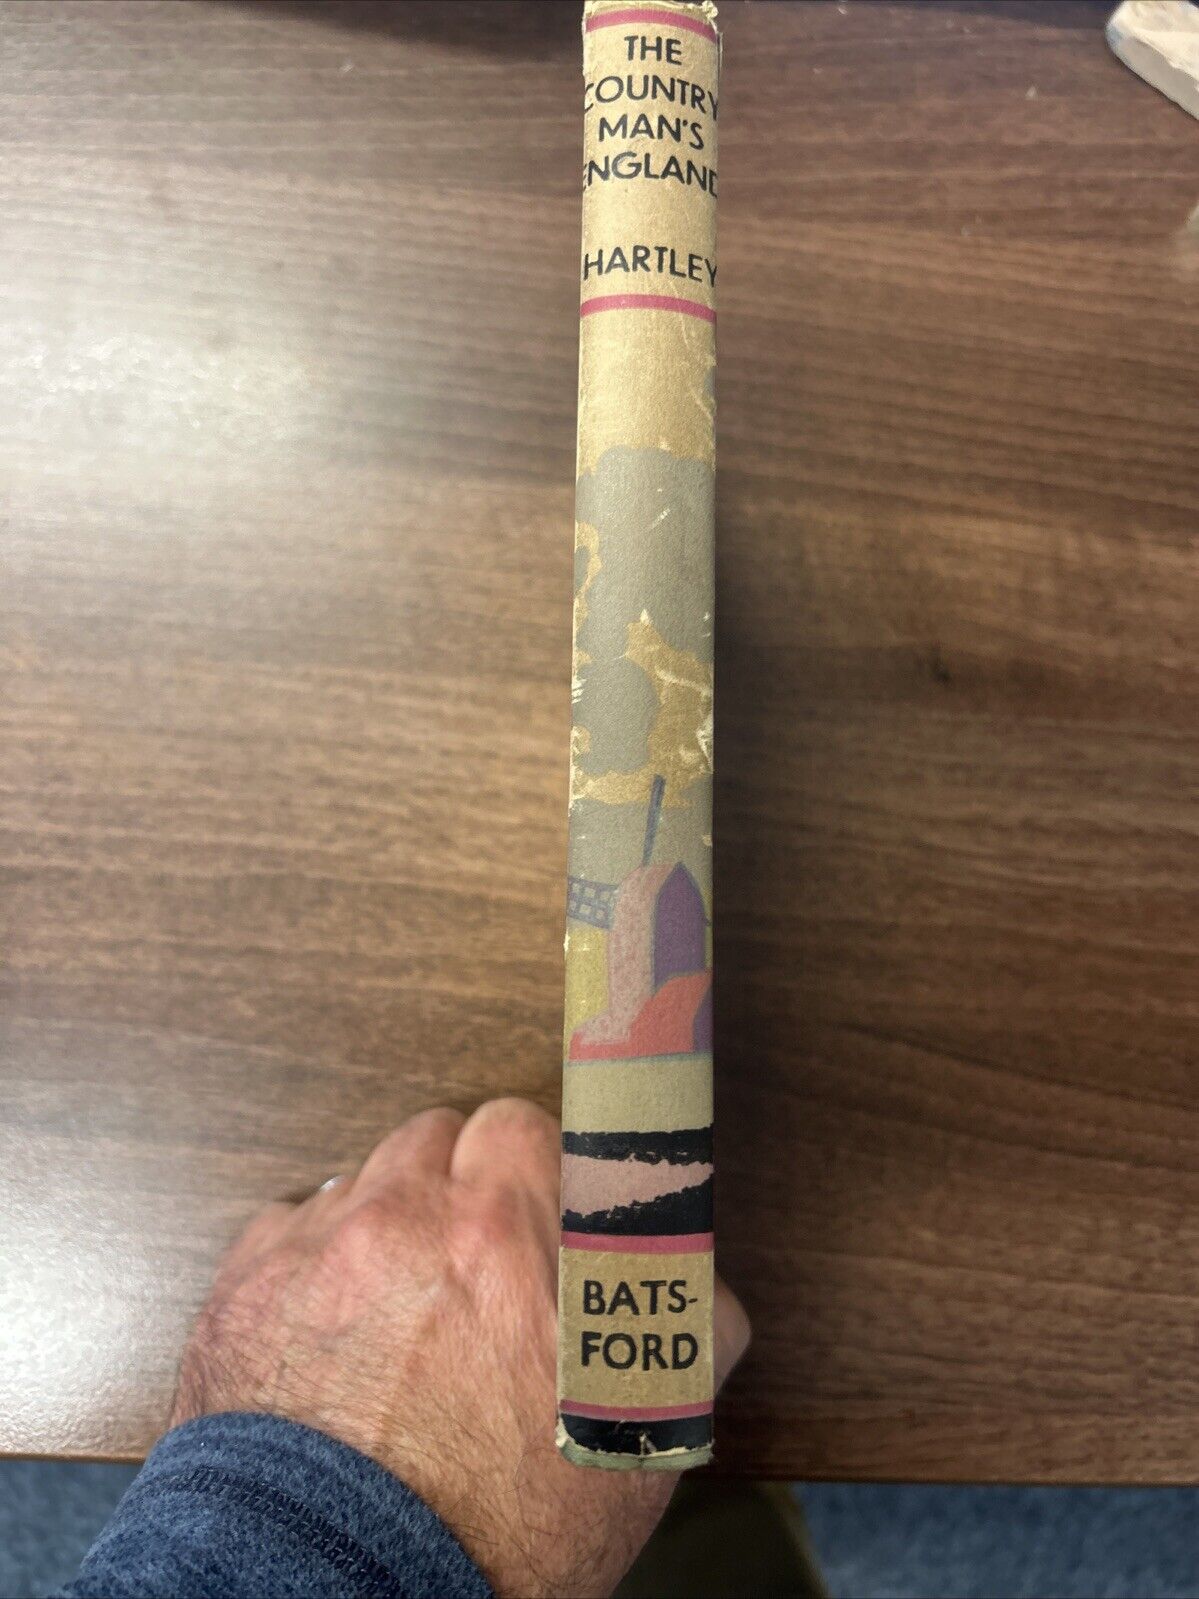 THE
COUNTRY
MAN'S
ENGLAND
HARTLEY
BATS-
FORD